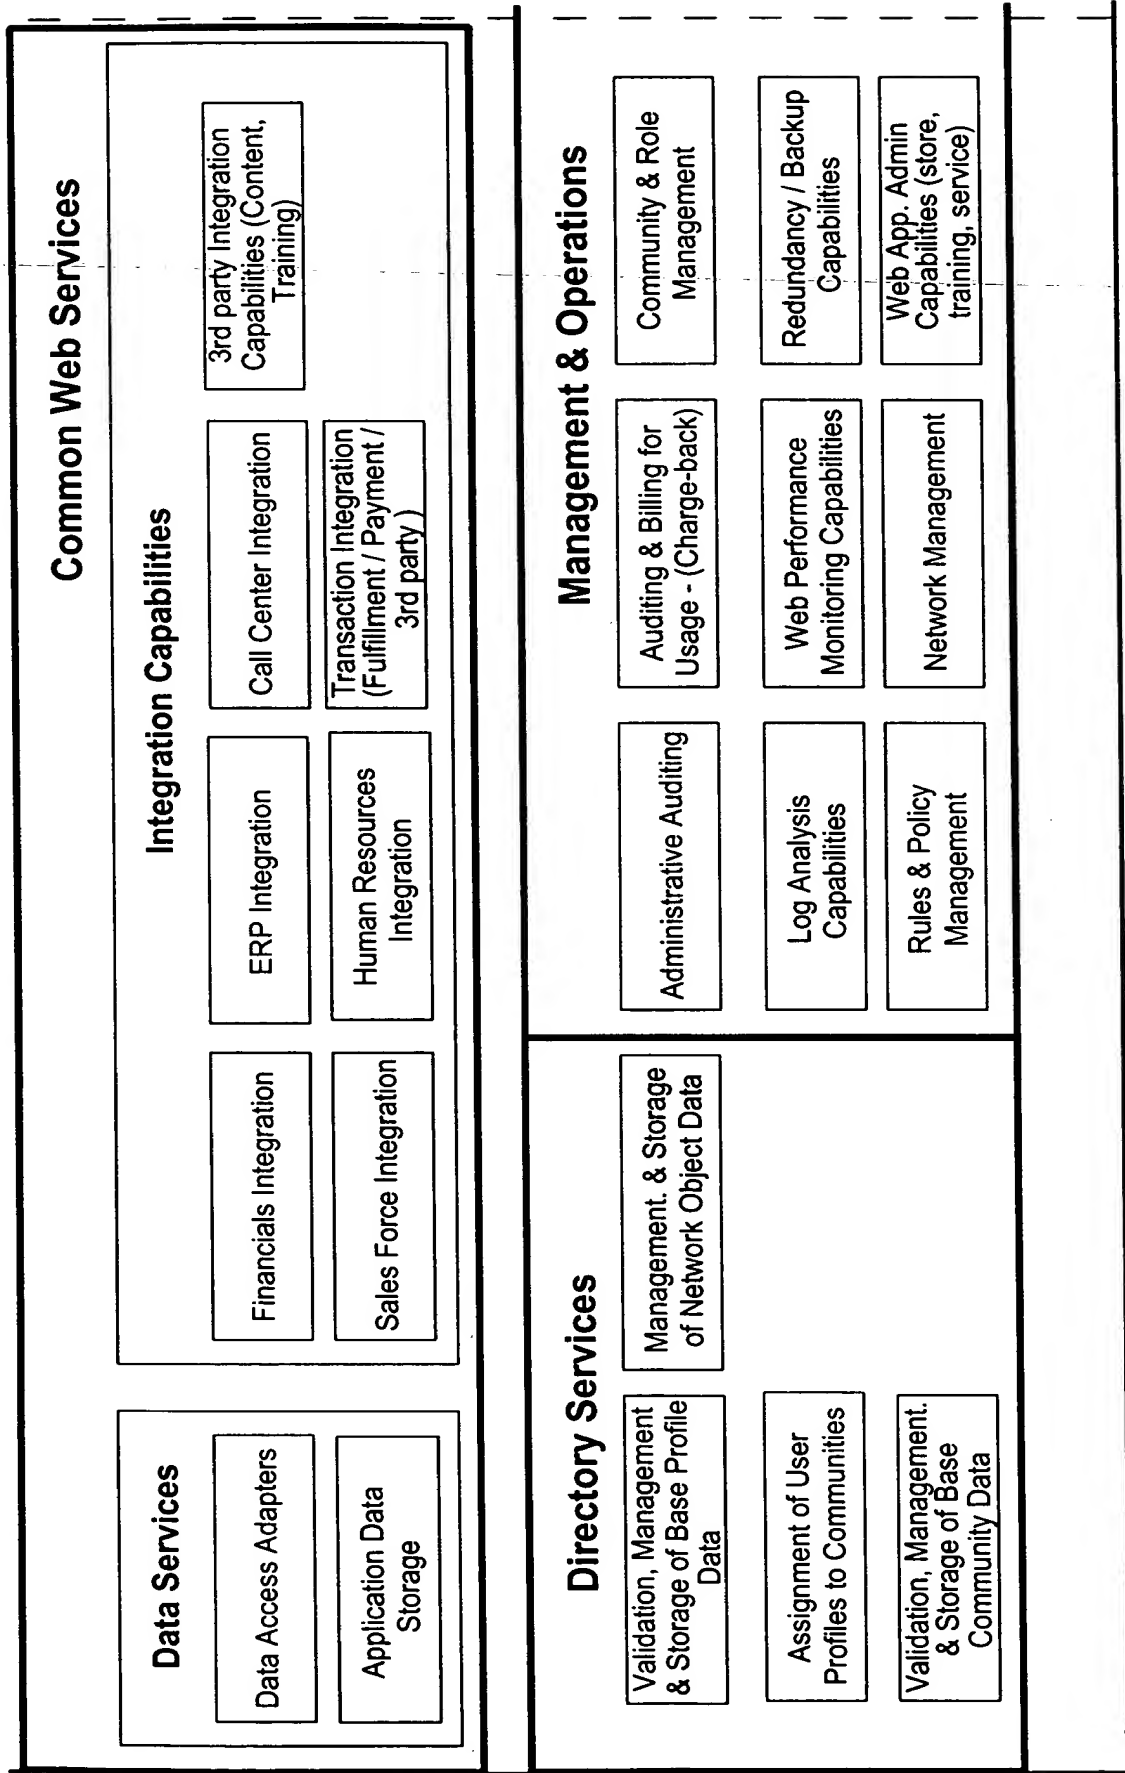 Common Web Services
Data Services
Data Access Adapters
Application Data
Storage
Integration Capabilities
Financials Integration
ERP Integration
Call Center Integration
3rd party Integration
Capabilities (Content,
Training)
Sales Force Integration
Human Resources
Integration
Transaction Integration
(Fulfillment / Payment /
3rd party )
Directory Services
Validation, Management
& Storage of Base Profile
Data
Management. & Storage
of Network Object Data
Assignment of User
Profiles to Communities
Validation, Management.
& Storage of Base
Community Data
Management & Operations
Administrative Auditing
Auditing & Billing for
Usage - (Charge-back)
Community & Role
Management
Log Analysis
Capabilities
Web Performance
Monitoring Capabilities
Redundancy / Backup
Capabilities
Rules & Policy
Management
Network Management
Web App. Admin
Capabilities (store,
training, service)